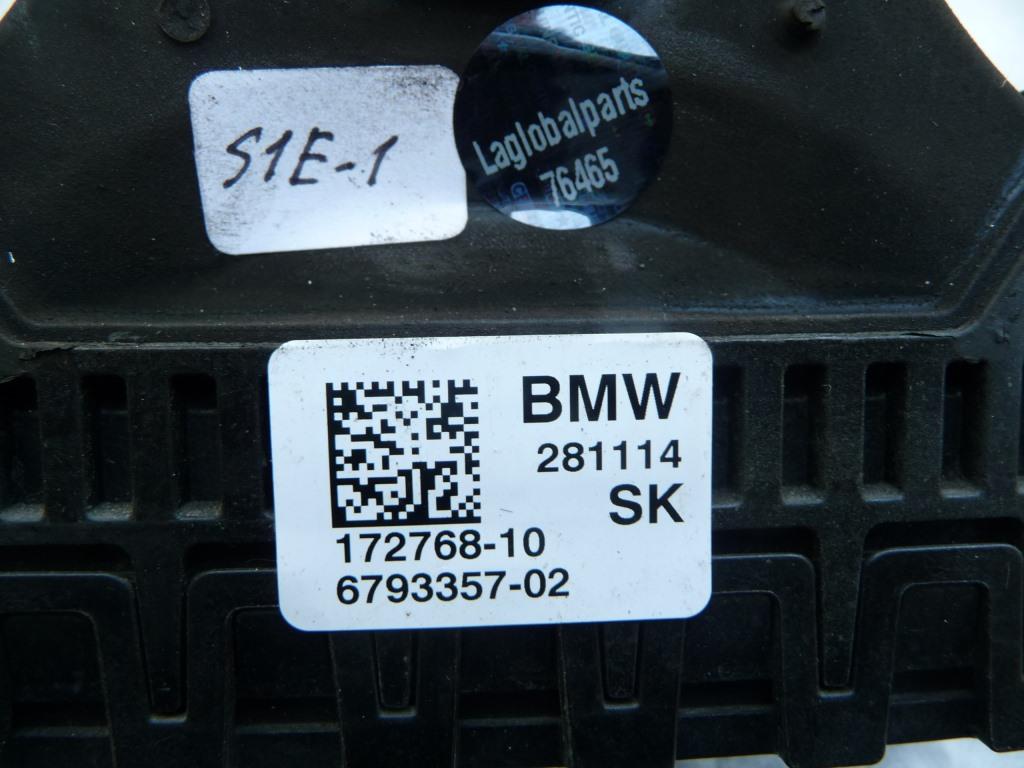 S1E-1
Laglobalparts
76465
BMW
281114
SK
172768-10
6793357-02